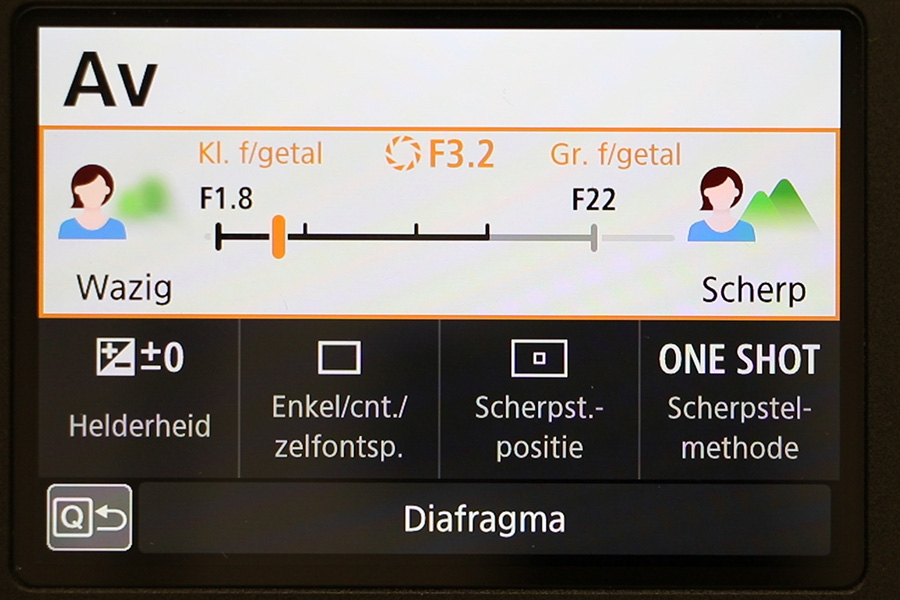 Av
Kl. f/getal F3.2 Gr. f/getal
F1.8 F22
Wazig Scherp
±0 ONE SHOT
Helderheid
Enkel/cnt./
zelfontsp.
Scherpst.-
positie
Scherpstel-
methode
Q Diafragma